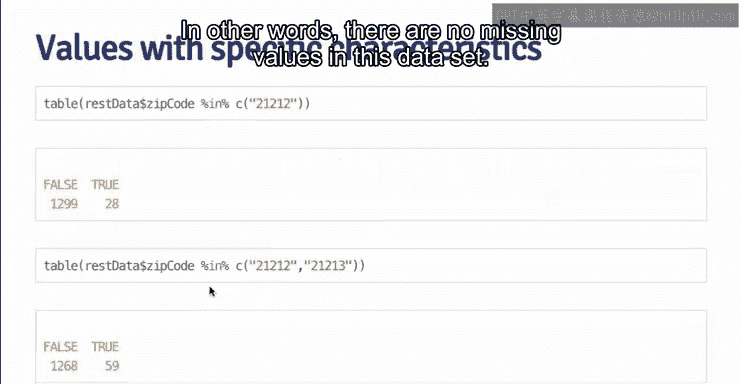 In other words, there are no missing
values in this data set.
Values with specific characteristics
table(restData$zipCode %in% c("21212"))
FALSE TRUE
1299 28
table(restData$zipCode %in% c("21212","21213"))
FALSE TRUE
1268 59